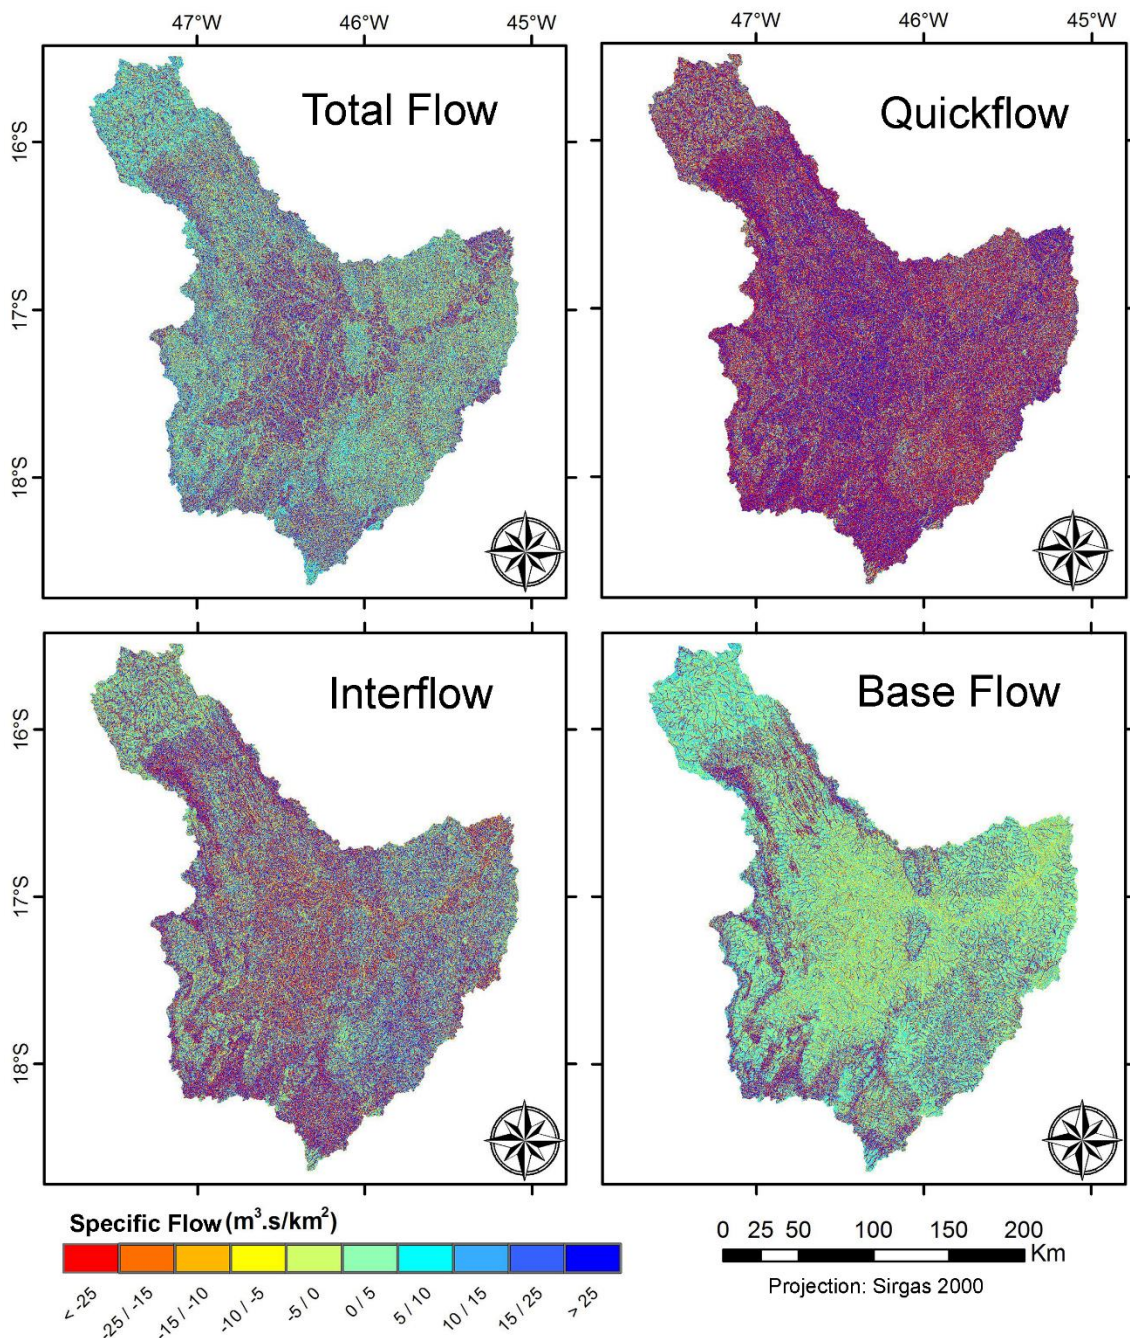 47°W 46°W 45°W 47°W 46°W 45°W
Total Flow
Quickflow
16°S
17°S
18°S
Interflow
Base Flow
16°S
17°S
18°S
Specific Flow (m³.s/km²)
< -25 -25 / -15 -15 / -10 -10 / -5 -5 / 0 0 / 5 5 / 10 10 / 15 15 / 25 > 25
0 25 50 100 150 200
Km
Projection: Sirgas 2000